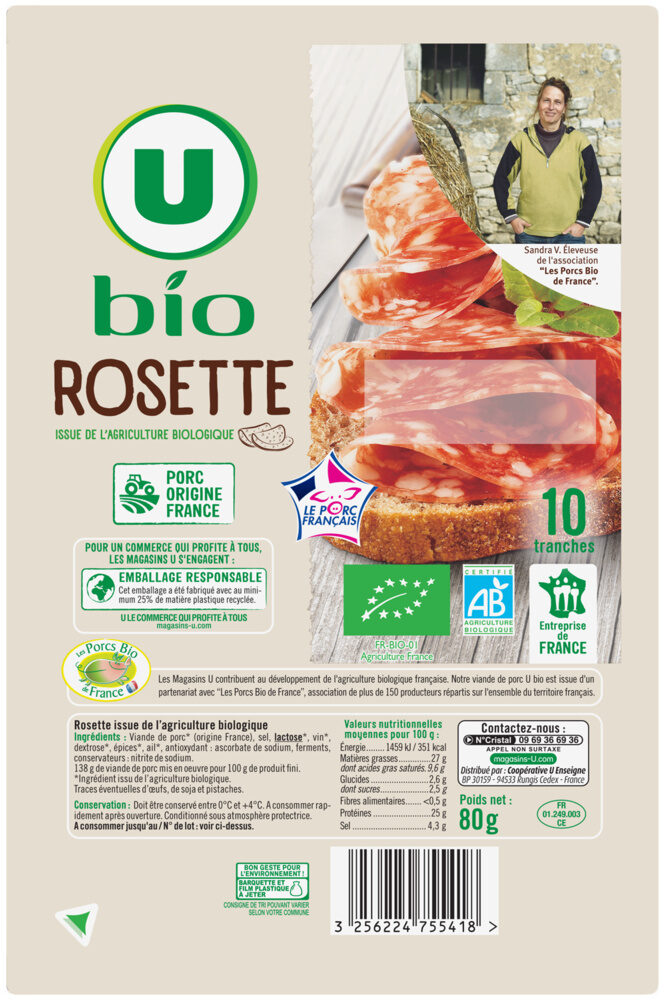 U
bio
ROSETTE
ISSUE DE L'AGRICULTURE BIOLOGIQUE
Sandra V. Éleveuse
de l'association
"Les Porcs Bio
de France".
PORC
ORIGINE
FRANCE
LE PORC
FRANÇAIS
10
tranches
POUR UN COMMERCE QUI PROFITE À TOUS,
LES MAGASINS U S'ENGAGENT :
EMBALLAGE RESPONSABLE
Cet emballage a été fabriqué avec au mini-
mum 25% de matière plastique recyclée.
U LE COMMERCE QUI PROFITE À TOUS
magasins-u.com
FR-BIO-01
Agriculture France
CERTIFIÉ
AB
AGRICULTURE
BIOLOGIQUE
Entreprise
de
FRANCE
Les Porcs Bio
de France
Les Magasins U contribuent au développement de l'agriculture biologique française. Notre viande de porc U bio est issue d'un
partenariat avec "Les Porcs Bio de France", association de plus de 150 producteurs répartis sur l'ensemble du territoire français.
Rosette issue de l'agriculture biologique
Ingrédients : Viande de porc* (origine France), sel, lactose*, vin*,
dextrose*, épices*, ail*, antioxydant : ascorbate de sodium, ferments,
conservateurs : nitrite de sodium.
138 g de viande de porc mis en oeuvre pour 100 g de produit fini.
*Ingrédient issu de l'agriculture biologique.
Traces éventuelles d'œufs, de soja et pistaches.
Conservation : Doit être conservé entre 0°C et +4°C. A consommer rap-
idement après ouverture. Conditionné sous atmosphère protectrice.
A consommer jusqu'au / N° de lot : voir ci-dessus.
Valeurs nutritionnelles
moyennes pour 100 g :
Énergie....... 1459 kJ / 351 kcal
Matières grasses..............27 g
dont acides gras saturés. 9,6 g
Glucides........................2,6 g
dont sucres....................2,5 g
Fibres alimentaires...... <0,5 g
Protéines........................25 g
Sel..............................4,3 g
Contactez-nous :
N°Cristal 09 69 36 69 36
APPEL NON SURTAXE
magasins-U.com
Distribué par : Coopérative U Enseigne
BP 30159 - 94533 Rungis Cedex - France
Poids net :
80g
FR
01.249.003
CE
BON GESTE POUR
L'ENVIRONNEMENT !
BARQUETTE ET
FILM PLASTIQUE
À JETER
CONSIGNE DE TRI POUVANT VARIER
SELON VOTRE COMMUNE
3 256224 755418 >